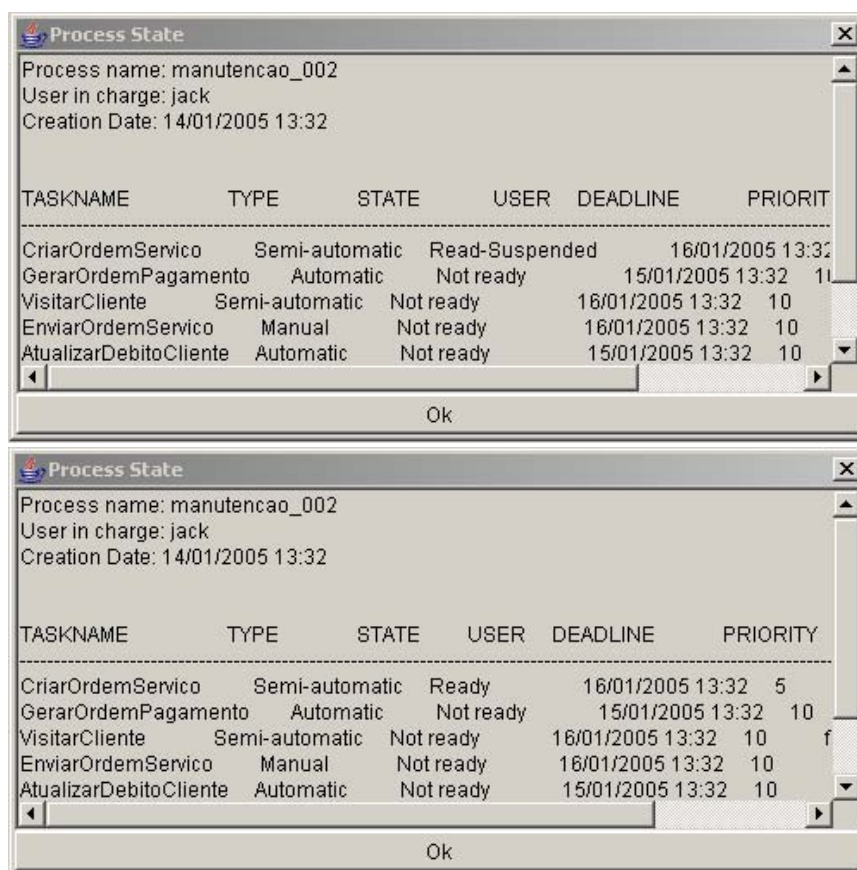 Process State
Process name: manutencao_002
User in charge: jack
Creation Date: 14/01/2005 13:32
TASKNAME TYPE STATE USER DEADLINE PRIORIT
CriarOrdemServico Semi-automatic Read-Suspended 16/01/2005 13:32
GerarOrdemPagamento Automatic Not ready 15/01/2005 13:32
VisitarCliente Semi-automatic Not ready 16/01/2005 13:32 10
EnviarOrdemServico Manual Not ready 16/01/2005 13:32 10
AtualizarDebitoCliente Automatic Not ready 15/01/2005 13:32 10
Ok
Process State
Process name: manutencao_002
User in charge: jack
Creation Date: 14/01/2005 13:32
TASKNAME TYPE STATE USER DEADLINE PRIORITY
CriarOrdemServico Semi-automatic Ready 16/01/2005 13:32 5
GerarOrdemPagamento Automatic Not ready 15/01/2005 13:32 10
VisitarCliente Semi-automatic Not ready 16/01/2005 13:32 10 f
EnviarOrdemServico Manual Not ready 16/01/2005 13:32 10
AtualizarDebitoCliente Automatic Not ready 15/01/2005 13:32 10
Ok